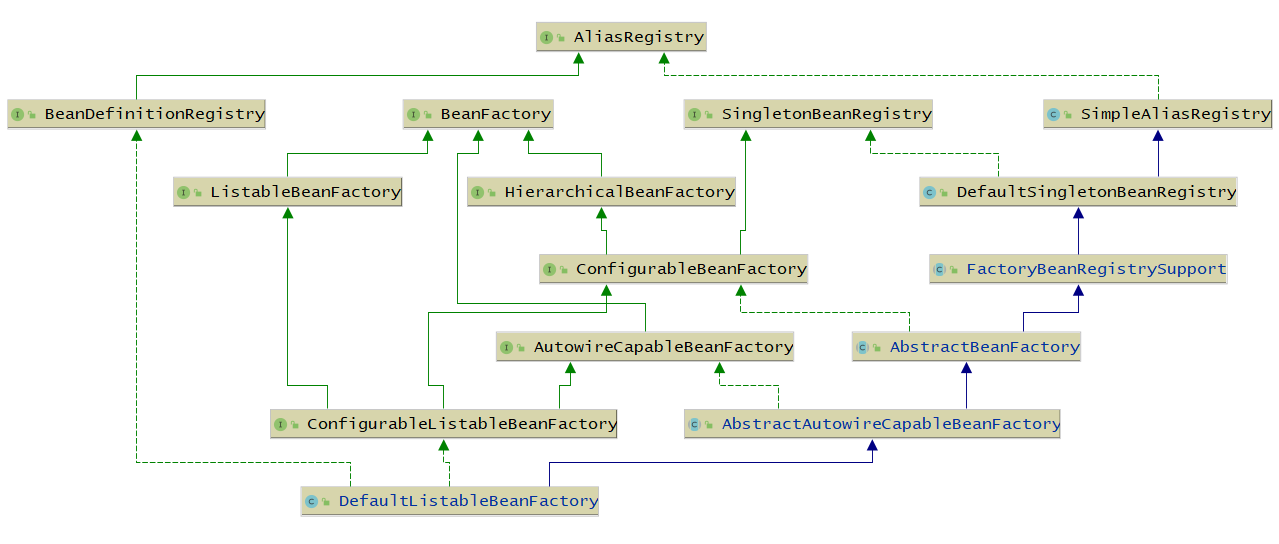 AliasRegistry
BeanDefinitionRegistry
BeanFactory
SingletonBeanRegistry
SimpleAliasRegistry
ListableBeanFactory
HierarchicalBeanFactory
DefaultSingletonBeanRegistry
ConfigurableBeanFactory
FactoryBeanRegistrySupport
AutowireCapableBeanFactory
AbstractBeanFactory
ConfigurableListableBeanFactory
AbstractAutowireCapableBeanFactory
DefaultListableBeanFactory